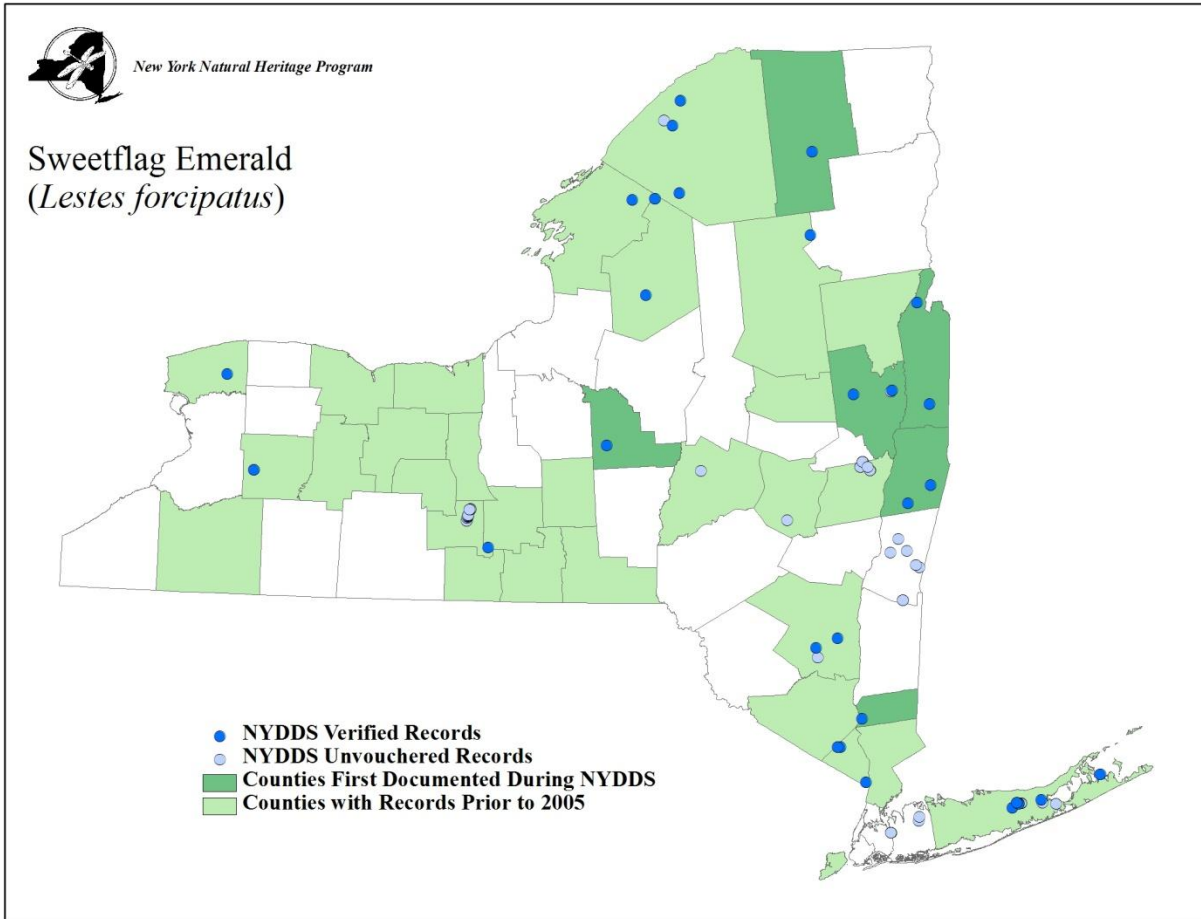 New York Natural Heritage Program
Sweetflag Emerald
(Lestes forcipatus)
NYDDS Verified Records
NYDDS Unvouchered Records
Counties First Documented During NYDDS
Counties with Records Prior to 2005